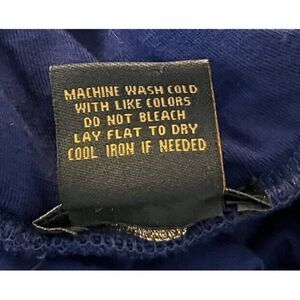 MACHINE WASH COLD
WITH LIKE COLORS
DO NOT BLEACH
LAY FLAT TO DRY
COOL IRON IF NEEDED